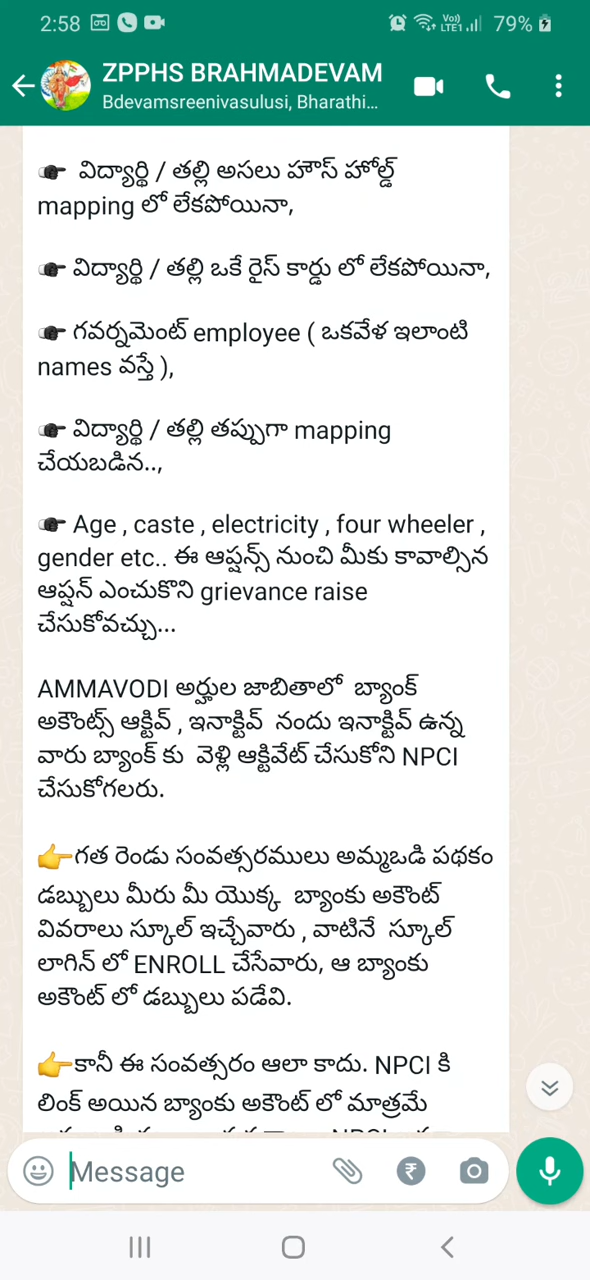 2:58
Vo)) LTE1 79%
ZPPHS BRAHMADEVAM
Bdevamsreenivasulusi, Bharathi...
👉 విద్యార్థి / తల్లి అసలు హౌస్ హోల్డ్
mapping లో లేకపోయినా,
👉 విద్యార్థి / తల్లి ఒకే రైస్ కార్డు లో లేకపోయినా,
👉 గవర్నమెంట్ employee ( ఒకవేళ ఇలాంటి
names వస్తే ),
👉 విద్యార్థి / తల్లి తప్పుగా mapping
చేయబడిన..,
👉 Age , caste , electricity , four wheeler ,
gender etc.. ఈ ఆప్షన్స్ నుంచి మీకు కావాల్సిన
ఆప్షన్ ఎంచుకొని grievance raise
చేసుకోవచ్చు...
AMMAVODI అర్హుల జాబితాలో బ్యాంక్
అకౌంట్స్ ఆక్టివ్ , ఇనాక్టివ్ నందు ఇనాక్టివ్ ఉన్న
వారు బ్యాంక్ కు వెళ్లి ఆక్టివేట్ చేసుకోని NPCI
చేసుకోగలరు.
👉గత రెండు సంవత్సరములు అమ్మఒడి పథకం
డబ్బులు మీరు మీ యొక్క బ్యాంకు అకౌంట్
వివరాలు స్కూల్ ఇచ్చేవారు , వాటినే స్కూల్
లాగిన్ లో ENROLL చేసేవారు, ఆ బ్యాంకు
అకౌంట్ లో డబ్బులు పడేవి.
👉కానీ ఈ సంవత్సరం ఆలా కాదు. NPCI కి
లింక్ అయిన బ్యాంకు అకౌంట్ లో మాత్రమే
Message